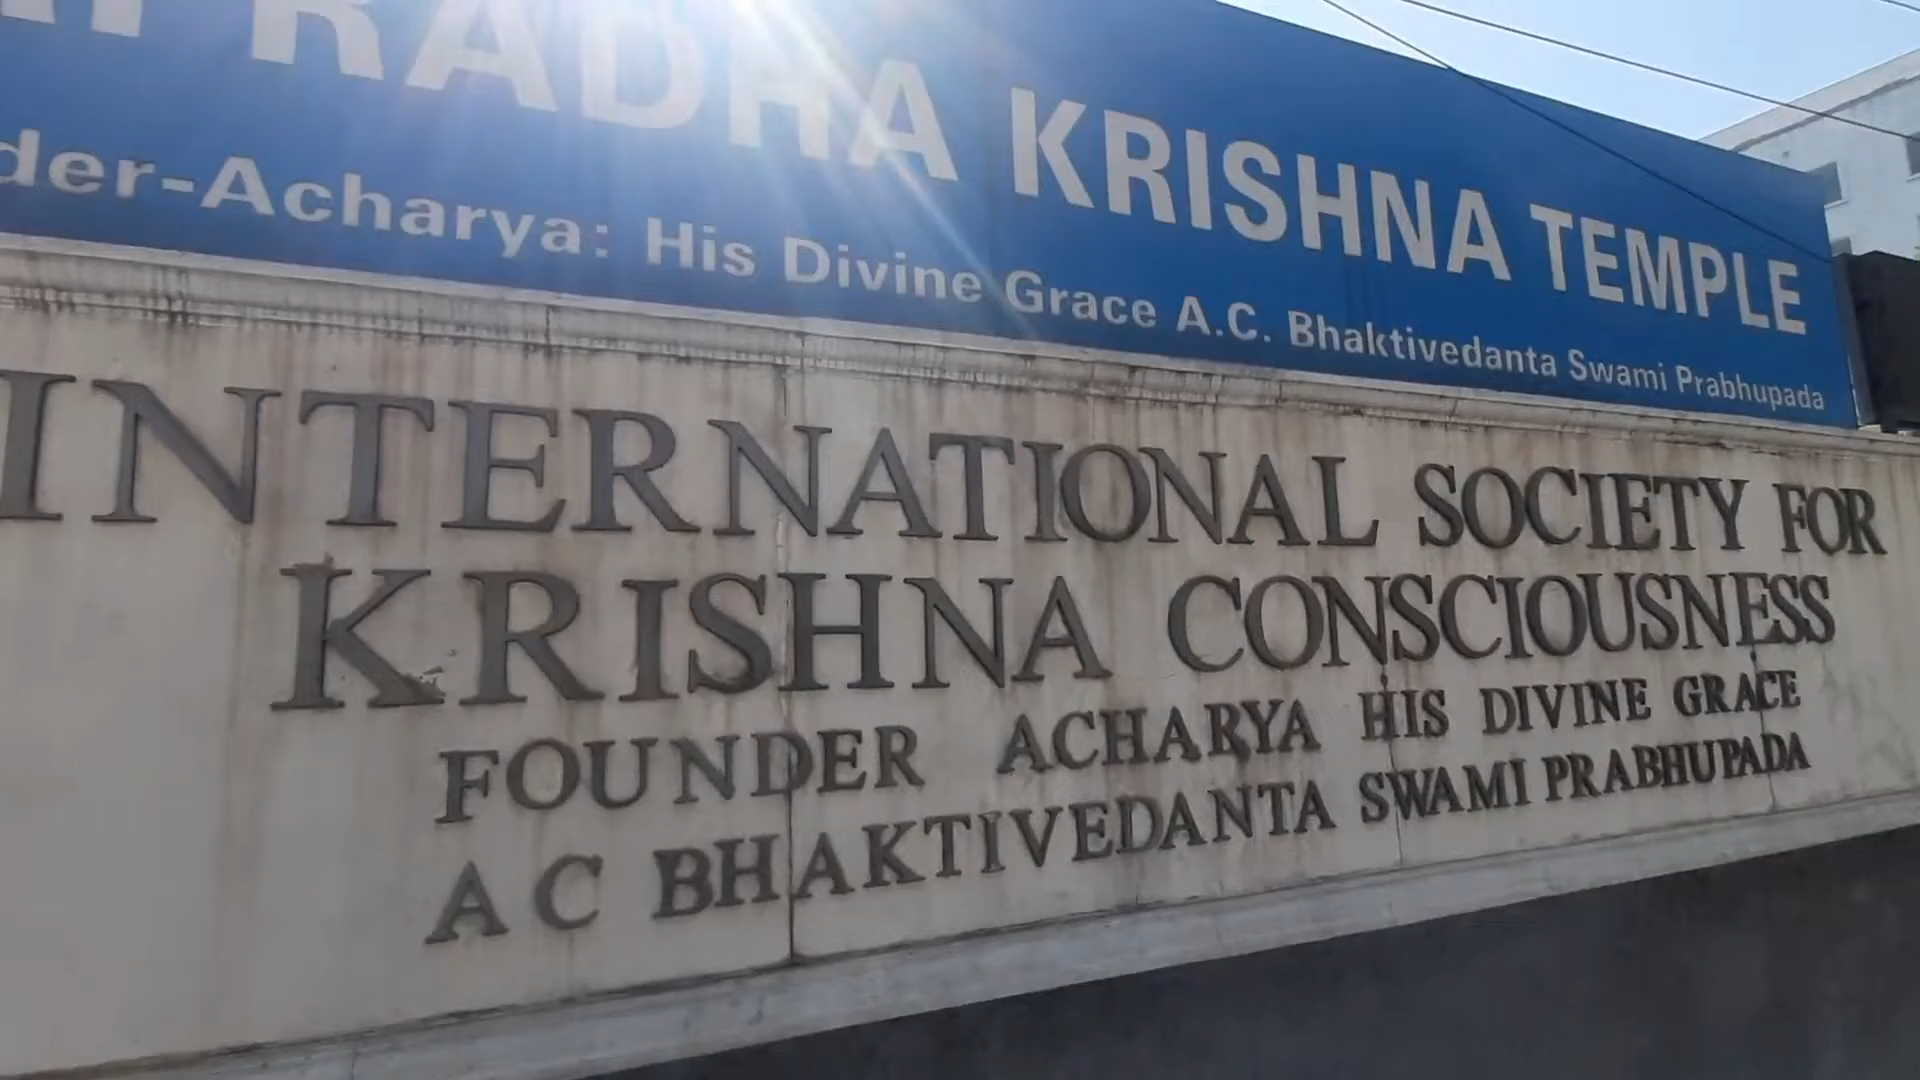 RADHA KRISHNA TEMPLE
der-Acharya: His Divine Grace A.C. Bhaktivedanta Swami Prabhupada
INTERNATIONAL SOCIETY FOR
KRISHNA CONSCIOUSNESS
FOUNDER ACHARYA HIS DIVINE GRACE
A C BHAKTIVEDANTA SWAMI PRABHUPADA